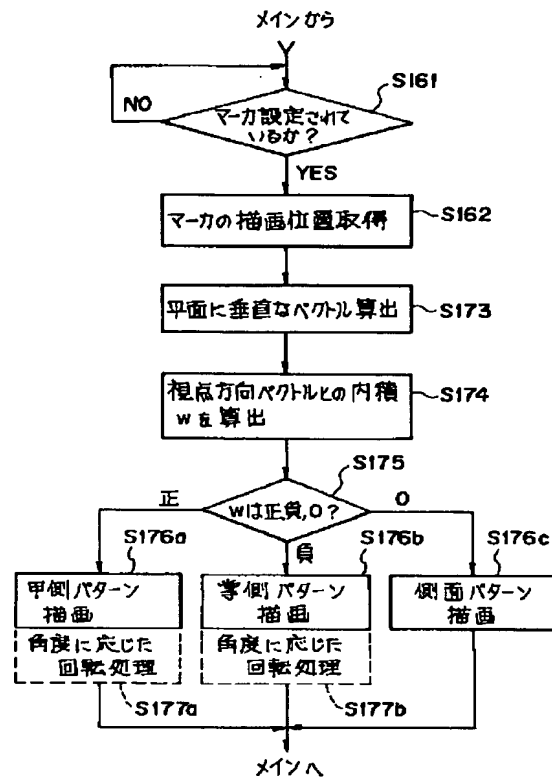 メインから
S161
NO
マーカ設定されて
いるか?
YES
マーカの描画位置取得
S162
平面に垂直なベクトル算出
S173
視点方向ベクトルとの内積
wを算出
S174
S175
正
wは正負,0?
0
S176a
負
S176b
S176c
甲側パターン
描画
掌側パターン
描画
側面パターン
描画
角度に応じた
回転処理
角度に応じた
回転処理
S177a
S177b
メインへ